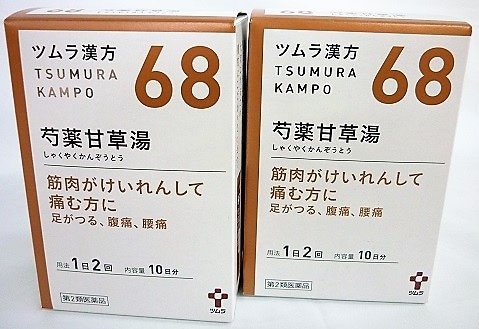 ツムラ漢方
TSUMURA
KAMPO
68
芍薬甘草湯
しゃくやくかんぞうとう
筋肉がけいれんして
痛む方に
足がつる、腹痛、腰痛
用法 1日2回 内容量 10日分
第2類医薬品
ツムラ
ツムラ漢方
TSUMURA
KAMPO
68
芍薬甘草湯
しゃくやくかんぞうとう
筋肉がけいれんして
痛む方に
足がつる、腹痛、腰痛
用法 1日2回 内容量 10日分
第2類医薬品
ツムラ